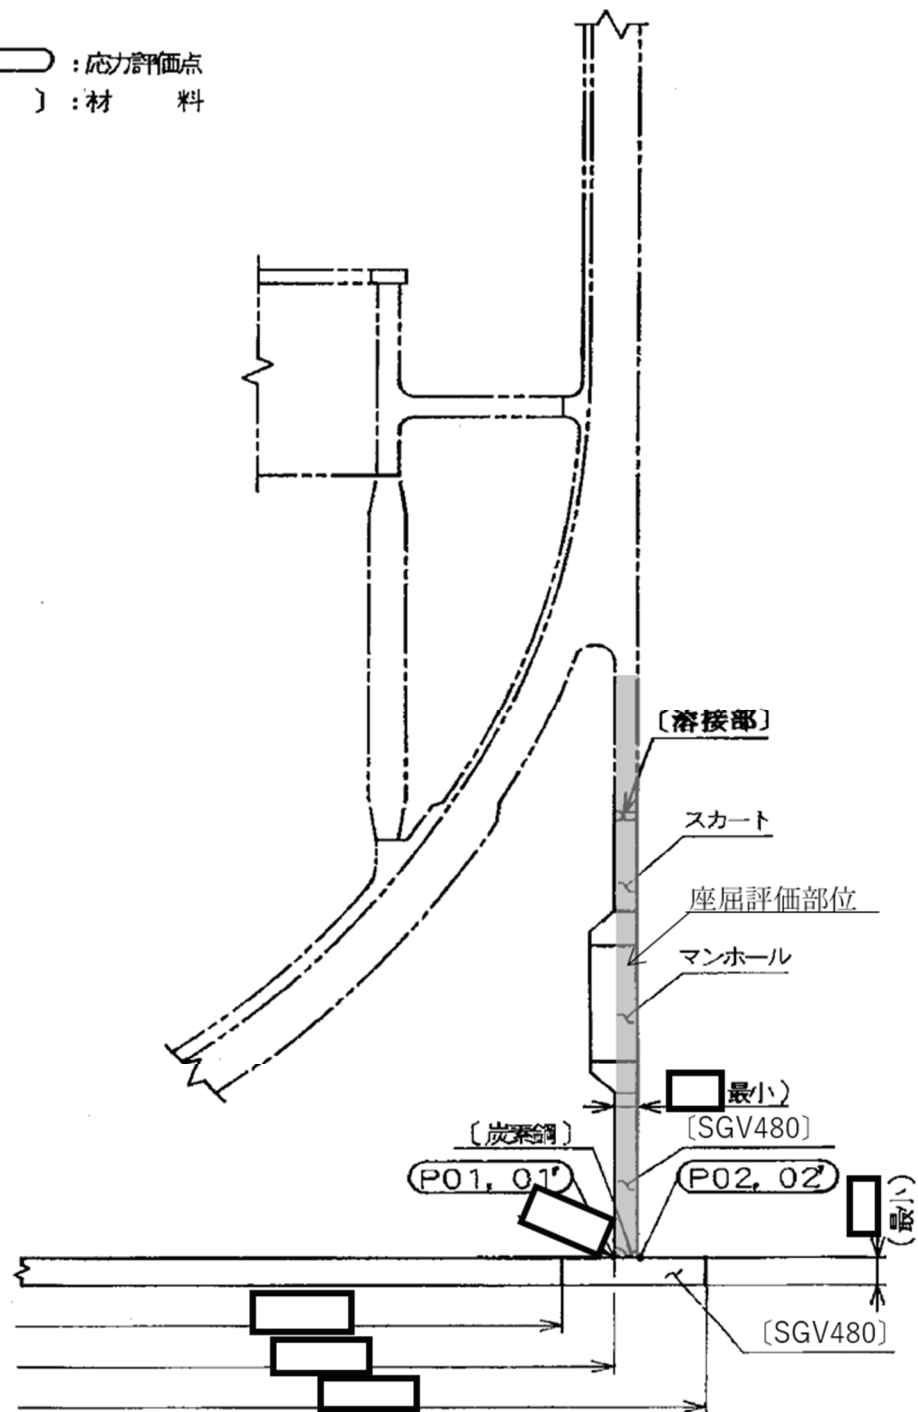 ：応力評価点
〕：材　　料
〔溶接部〕
スカート
座屈評価部位
マンホール
最小）
〔炭素鋼〕
〔SGV480〕
P01, 01'
P02, 02'
（最小）
〔SGV480〕